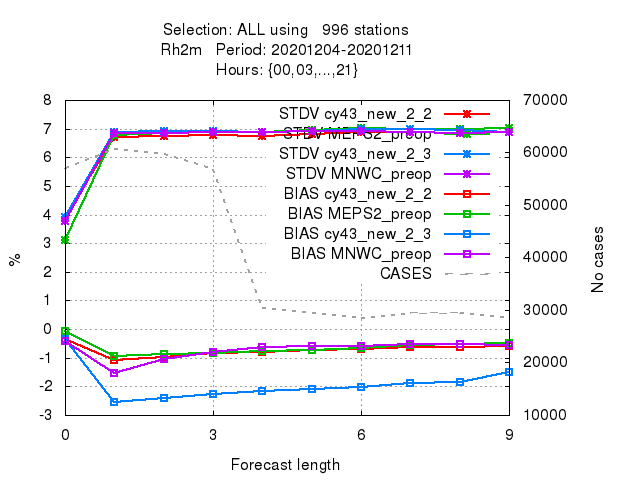 Selection: ALL using 996 stations
Rh2m Period: 20201204-20201211
Hours: {00,03,...,21}
8
7
6
5
4
3
2
1
0
-1
-2
-3
%
70000
60000
50000
40000
30000
20000
10000
No cases
STDV cy43_new_2_2
STDV MEPS2_preop
STDV cy43_new_2_3
STDV MNWC_preop
BIAS cy43_new_2_2
BIAS MEPS2_preop
BIAS cy43_new_2_3
BIAS MNWC_preop
CASES
0 3 6 9
Forecast length